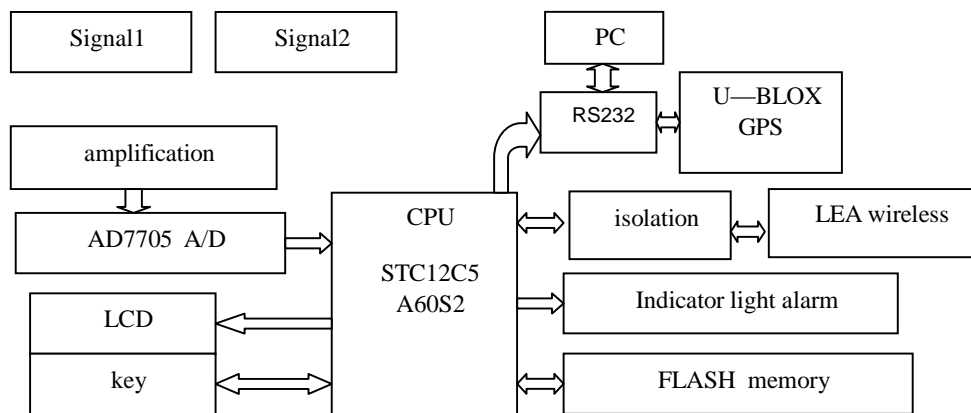 Signal1
Signal2
PC
RS232
U—BLOX
GPS
amplification
AD7705 A/D
CPU
STC12C5
A60S2
isolation
LEA wireless
LCD
Indicator light alarm
key
FLASH memory